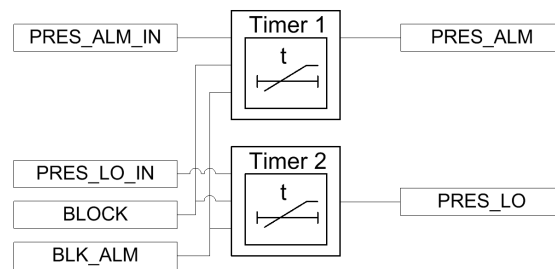 Timer 1
PRES_ALM_IN
PRES_ALM
t
Timer 2
PRES_LO_IN
t
BLOCK
PRES_LO
BLK_ALM